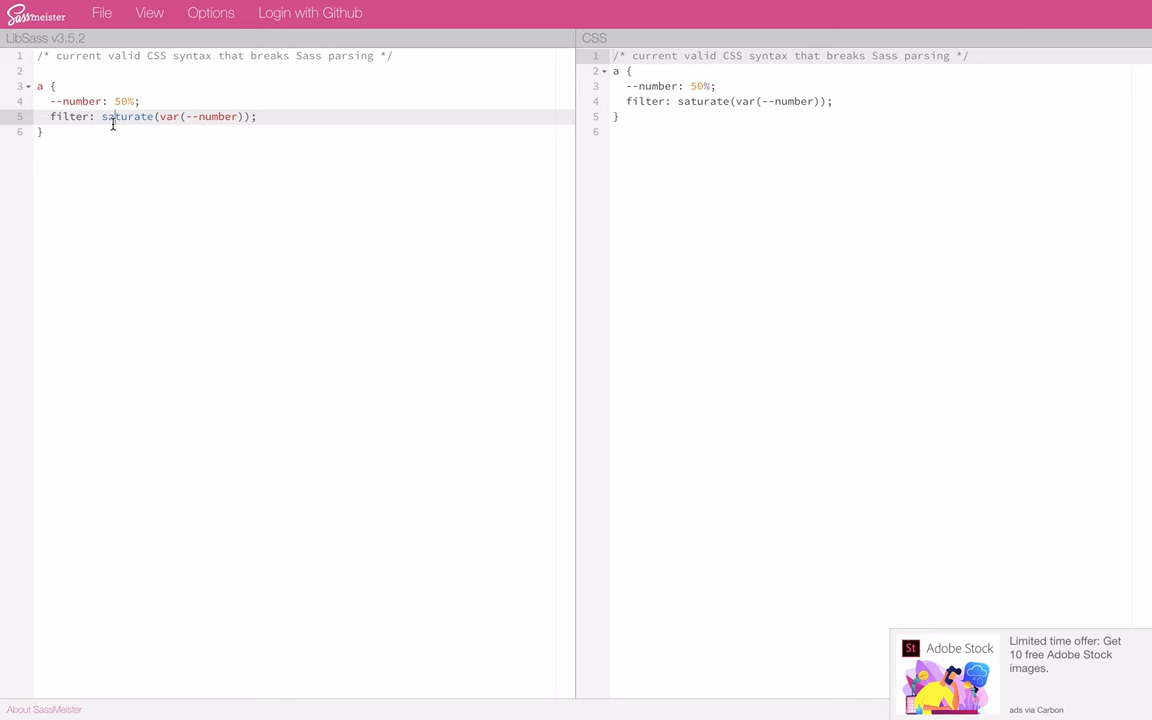 SassMeister File View Options Login with Github
LibSass v3.5.2
1 /* current valid CSS syntax that breaks Sass parsing */
2
3 a {
4 --number: 50%;
5 filter: saturate(var(--number));
6 }
CSS
1 /* current valid CSS syntax that breaks Sass parsing */
2 a {
3 --number: 50%;
4 filter: saturate(var(--number));
5 }
6
St Adobe Stock
Limited time offer: Get
10 free Adobe Stock
images.
ads via Carbon
About SassMeister